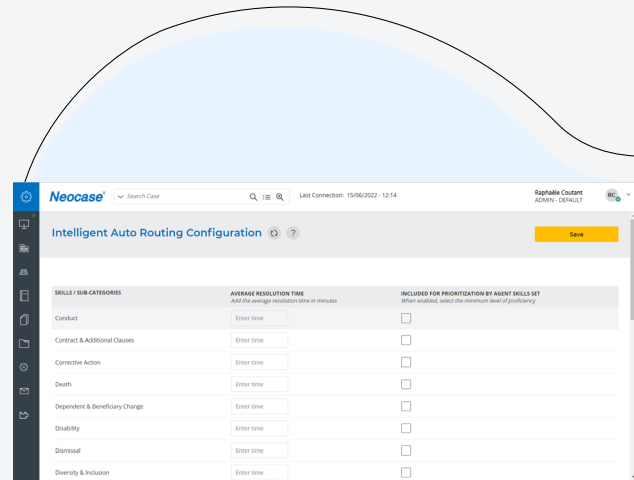 Neocase®
Search Case
Last Connection: 15/06/2022 - 12:14
Raphaële Coutant
ADMIN - DEFAULT
RC
Intelligent Auto Routing Configuration
?
Save
SKILLS / SUB-CATEGORIES
AVERAGE RESOLUTION TIME
Add the average resolution time in minutes
INCLUDED FOR PRIORITIZATION BY AGENT SKILLS SET
When enabled, select the minimum level of proficiency
Conduct
Enter time
Contract & Additional Clauses
Enter time
Corrective Action
Enter time
Death
Enter time
Dependent & Beneficiary Change
Enter time
Disability
Enter time
Dismissal
Enter time
Diversity & Inclusion
Enter time